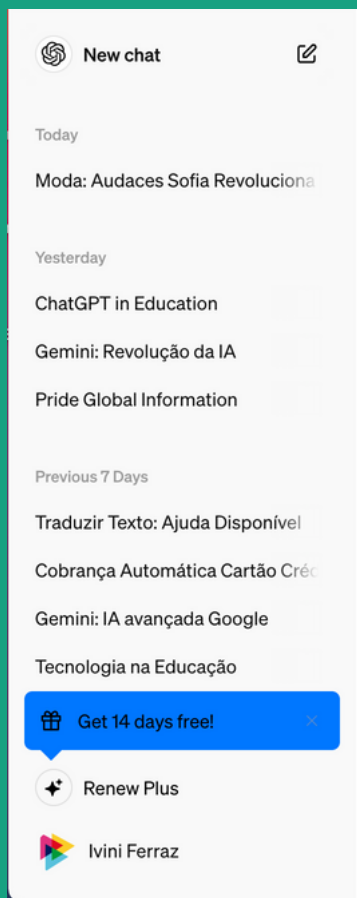 New chat
Today
Moda: Audaces Sofia Revoluciona
Yesterday
ChatGPT in Education
Gemini: Revolução da IA
Pride Global Information
Previous 7 Days
Traduzir Texto: Ajuda Disponível
Cobrança Automática Cartão Créd
Gemini: IA avançada Google
Tecnologia na Educação
Get 14 days free!
Renew Plus
Ivini Ferraz